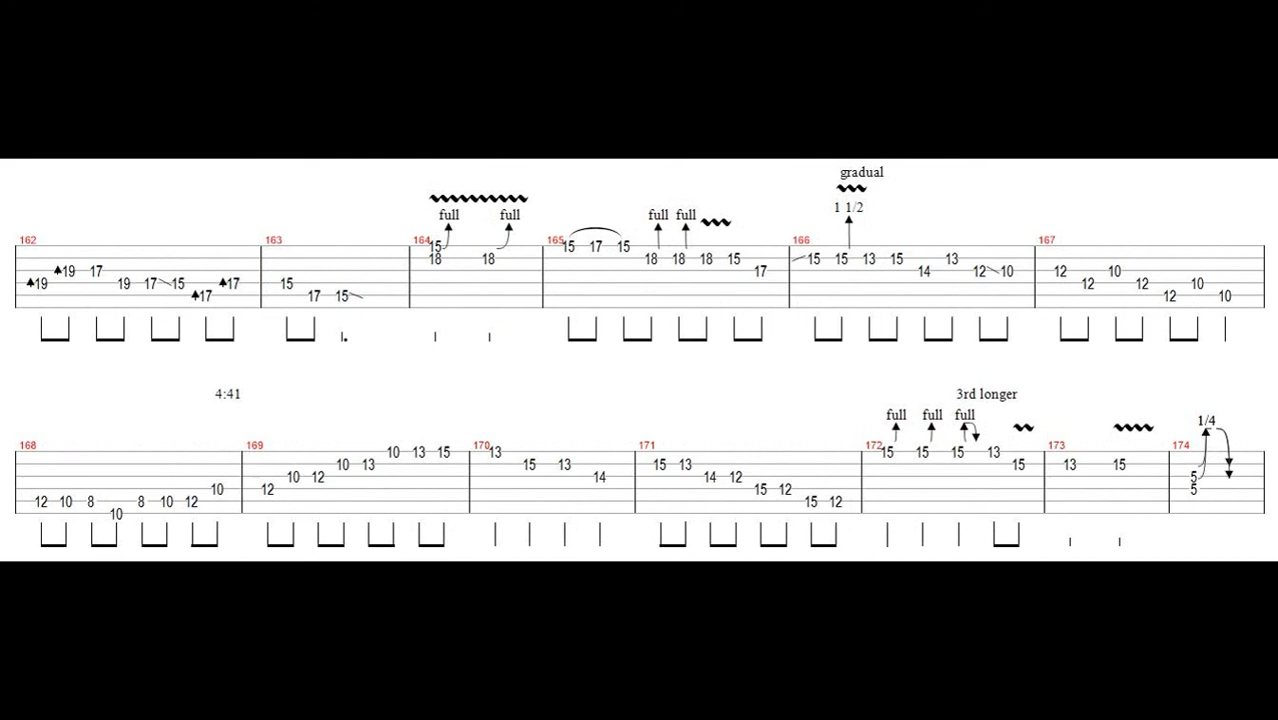 gradual
1 1/2
full full full full
162 163 164 165 166 167
15 15 17 15
18 18 18 18 18 15 15 15 13 15
19 17 17 14 13 12 10 12 10
19 19 17 15 17 15 12 12 10
17 17 15 12 10
4:41 3rd longer
full full full 1/4
168 169 170 171 172 173 174
10 13 15 13 15 15 15 13
10 13 15 13 15 13 15 13 15
10 12 14 14 12 5
10 12 15 12 5
12 10 8 8 10 12 15 12
10